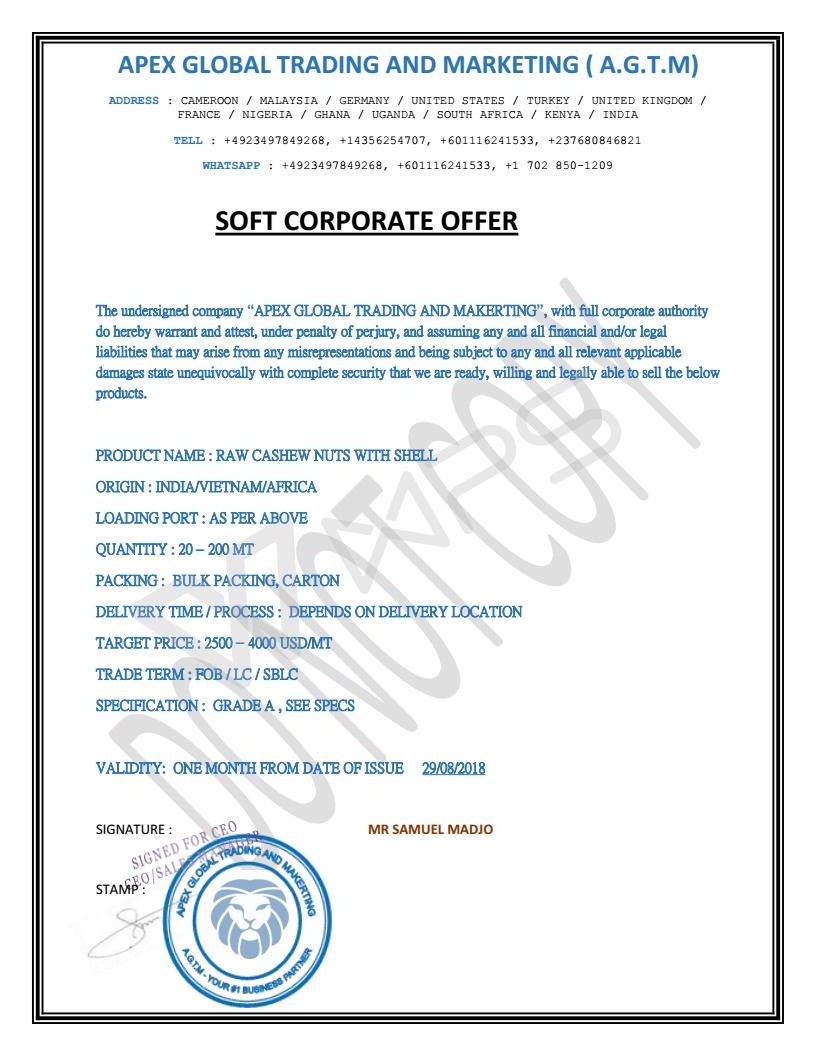 APEX GLOBAL TRADING AND MARKETING ( A.G.T.M)
ADDRESS : CAMEROON / MALAYSIA / GERMANY / UNITED STATES / TURKEY / UNITED KINGDOM /
FRANCE / NIGERIA / GHANA / UGANDA / SOUTH AFRICA / KENYA / INDIA
TELL : +4923497849268, +14356254707, +601116241533, +237680846821
WHATSAPP : +4923497849268, +601116241533, +1 702 850-1209
SOFT CORPORATE OFFER
The undersigned company “APEX GLOBAL TRADING AND MAKERTING”, with full corporate authority
do hereby warrant and attest, under penalty of perjury, and assuming any and all financial and/or legal
liabilities that may arise from any misrepresentations and being subject to any and all relevant applicable
damages state unequivocally with complete security that we are ready, willing and legally able to sell the below
products.
PRODUCT NAME : RAW CASHEW NUTS WITH SHELL
ORIGIN : INDIA/VIETNAM/AFRICA
LOADING PORT : AS PER ABOVE
QUANTITY : 20 – 200 MT
PACKING : BULK PACKING, CARTON
DELIVERY TIME / PROCESS : DEPENDS ON DELIVERY LOCATION
TARGET PRICE : 2500 – 4000 USD/MT
TRADE TERM : FOB / LC / SBLC
SPECIFICATION : GRADE A , SEE SPECS
VALIDITY: ONE MONTH FROM DATE OF ISSUE 29/08/2018
DO NOT COPY
SIGNATURE : MR SAMUEL MADJO
SIGNED FOR CEO
CEO/SALES MANAGER
STAMP :
APEX GLOBAL TRADING AND MAKERTING
A.G.T.M - YOUR #1 BUSINESS PARTNER